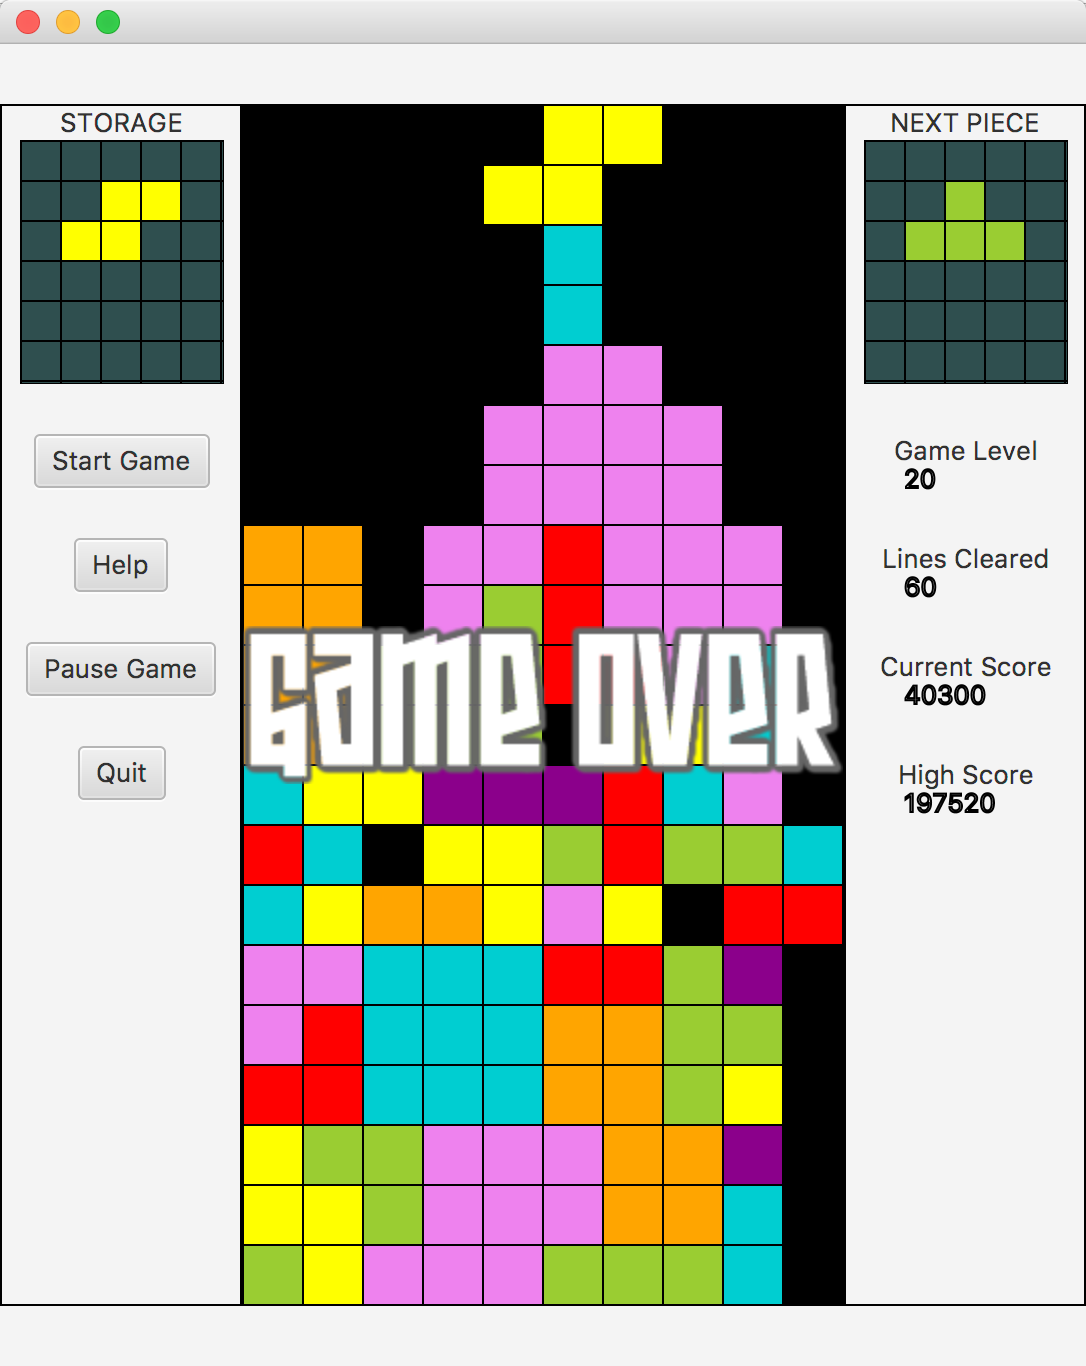 STORAGE
Start Game
Help
Pause Game
Quit
GAME OVER
NEXT PIECE
Game Level
20
Lines Cleared
60
Current Score
40300
High Score
197520